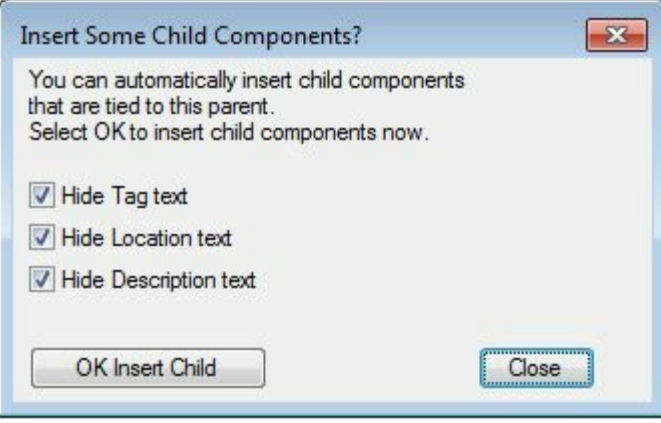 Insert Some Child Components?
You can automatically insert child components
that are tied to this parent.
Select OK to insert child components now.
Hide Tag text
Hide Location text
Hide Description text
OK Insert Child
Close